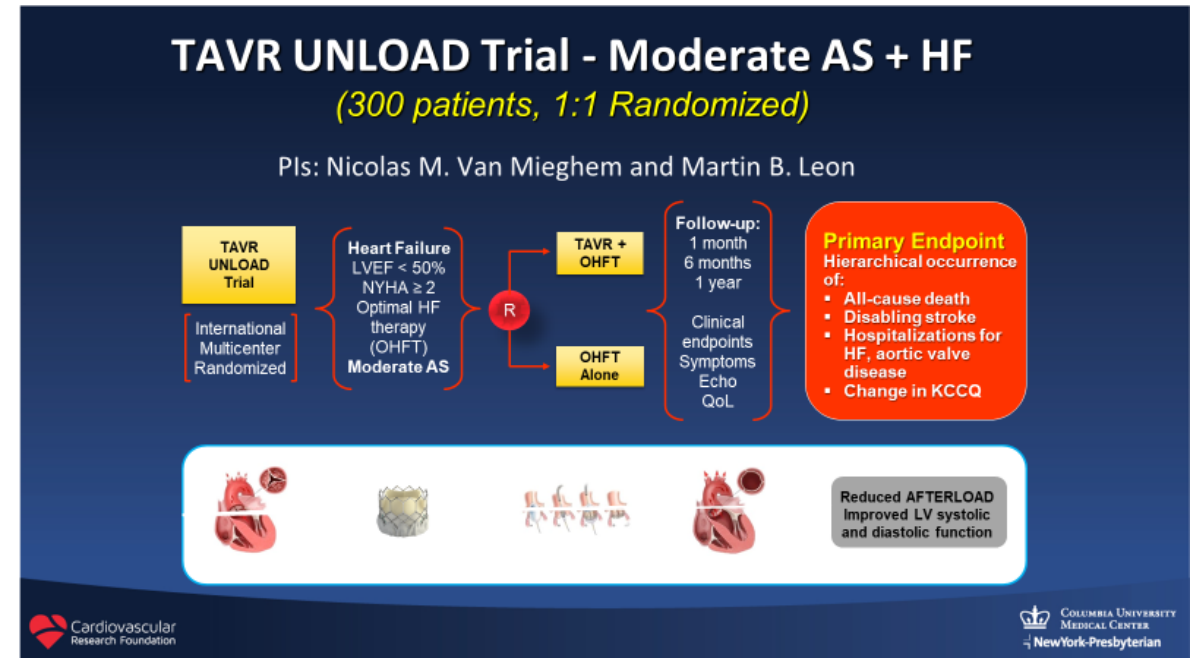 TAVR UNLOAD Trial - Moderate AS + HF
(300 patients, 1:1 Randomized)
PIs: Nicolas M. Van Mieghem and Martin B. Leon
TAVR
UNLOAD
Trial
International
Multicenter
Randomized
Heart Failure
LVEF < 50%
NYHA ≥ 2
Optimal HF
therapy
(OHFT)
Moderate AS
R
TAVR +
OHFT
OHFT
Alone
Follow-up:
1 month
6 months
1 year
Clinical
endpoints
Symptoms
Echo
QoL
Primary Endpoint
Hierarchical occurrence
of:
▪ All-cause death
▪ Disabling stroke
▪ Hospitalizations for
HF, aortic valve
disease
▪ Change in KCCQ
Reduced AFTERLOAD
Improved LV systolic
and diastolic function
Cardiovascular
Research Foundation
COLUMBIA UNIVERSITY
MEDICAL CENTER
NewYork-Presbyterian